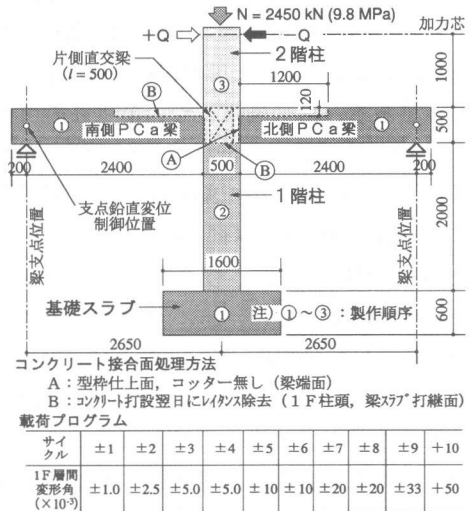 N = 2450 kN (9.8 MPa)
+Q
-Q
加力芯
2階柱
片側直交梁
(l = 500)
③
1200
1000
Ⓑ
120
①
南側PCa梁
北側PCa梁
①
500
Ⓐ
Ⓑ
200
2400
500
2400
200
支点鉛直変位
制御位置
1階柱
②
2000
梁支点位置
梁支点位置
1600
基礎スラブ
①
注) ①～③:製作順序
600
2650
2650
コンクリート接合面処理方法
A:型枠仕上面,コッター無し(梁端面)
B:コンクリート打設翌日にレイタンス除去(1F柱頭,梁スラブ打継面)
載荷プログラム
サイクル ±1 ±2 ±3 ±4 ±5 ±6 ±7 ±8 ±9 +10
1F層間変形角(×10⁻³) ±1.0 ±2.5 ±5.0 ±5.0 ±10 ±10 ±20 ±20 ±33 +50